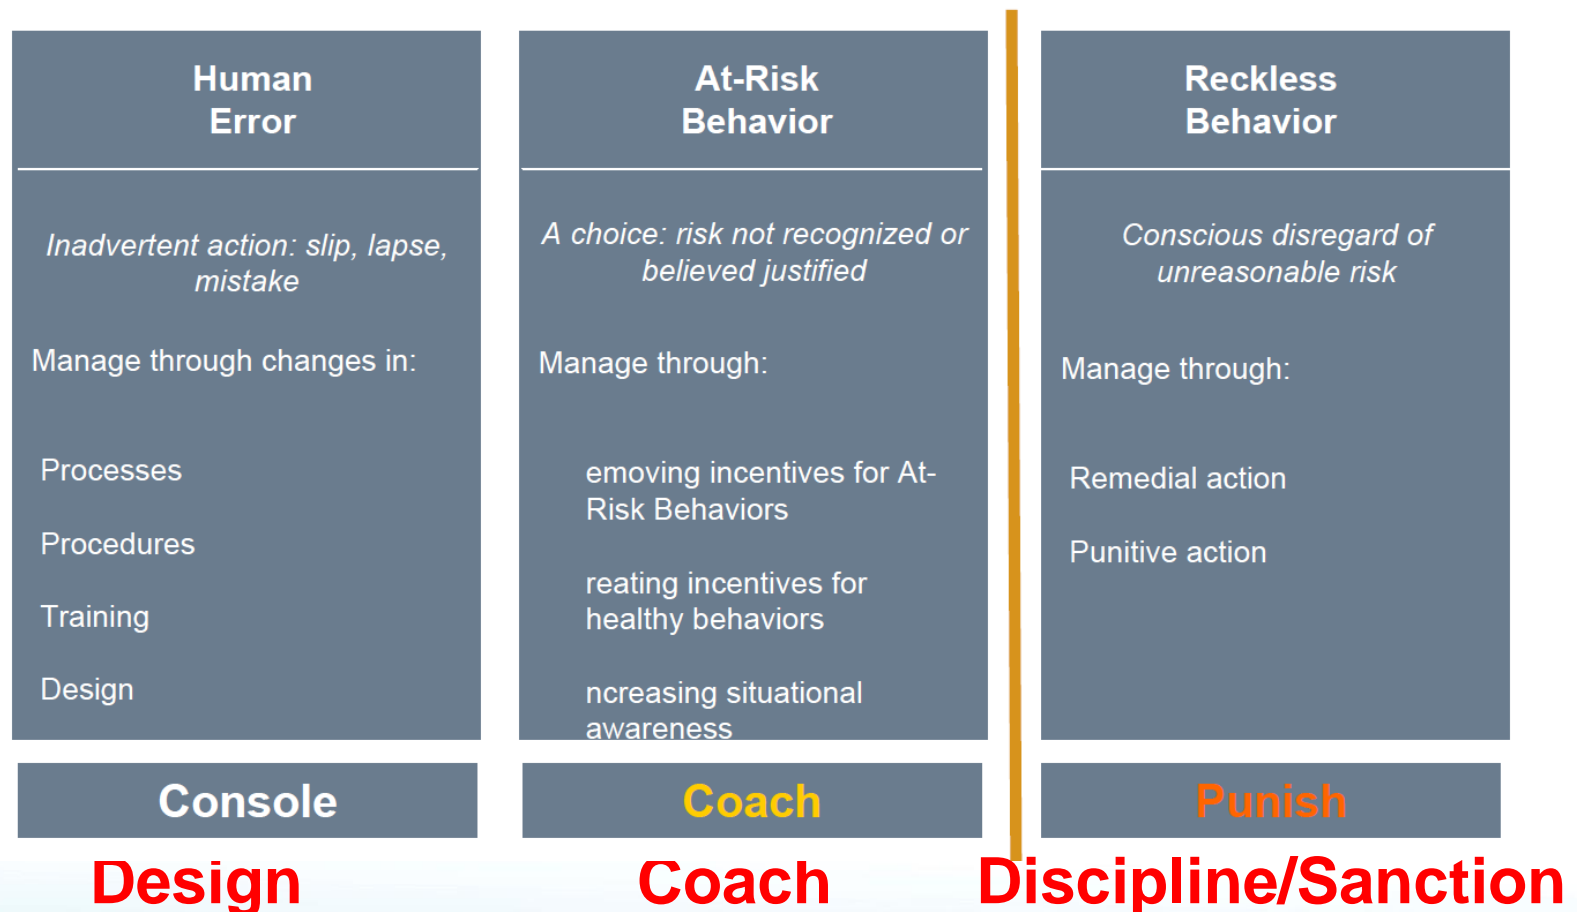 Human
Error
Inadvertent action: slip, lapse,
mistake
Manage through changes in:
Processes
Procedures
Training
Design
Console
Design
At-Risk
Behavior
A choice: risk not recognized or
believed justified
Manage through:
emoving incentives for At-
Risk Behaviors
reating incentives for
healthy behaviors
ncreasing situational
awareness
Coach
Coach
Reckless
Behavior
Conscious disregard of
unreasonable risk
Manage through:
Remedial action
Punitive action
Punish
Discipline/Sanction